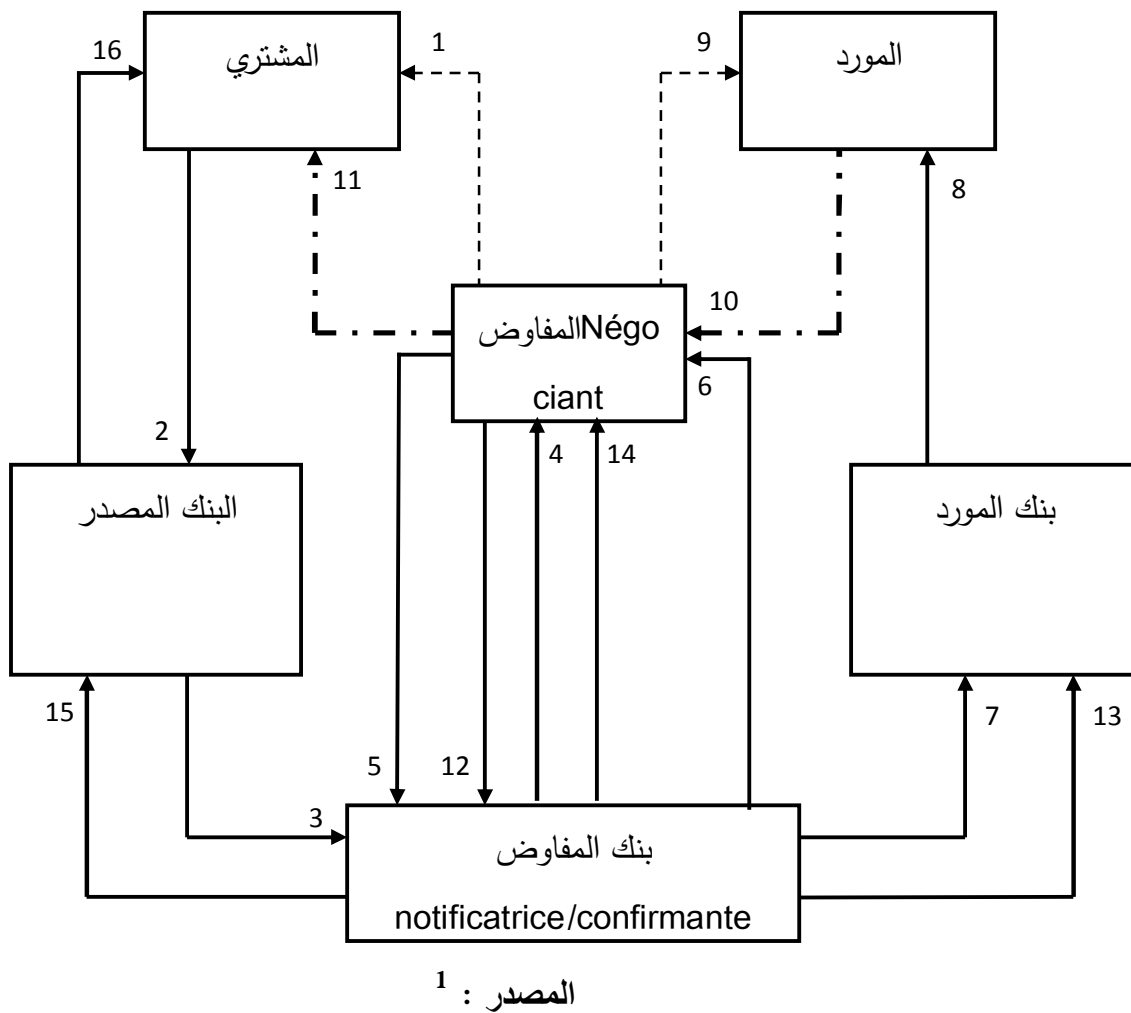 16
المشتري
1
9
المورد
11
8
10
المفاوضNégo
ciant
6
2
4
14
البنك المصدر
بنك المورد
15
7
13
5
12
3
بنك المفاوض
notificatrice/confirmante
المصدر : 1